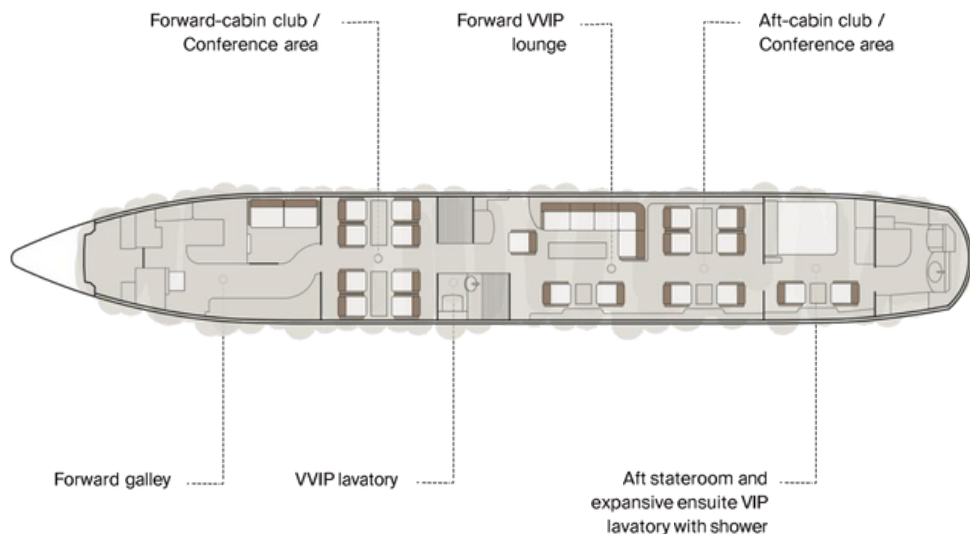 Forward-cabin club /
Conference area
Forward VVIP
lounge
Aft-cabin club /
Conference area
Forward galley
VVIP lavatory
Aft stateroom and
expansive ensuite VIP
lavatory with shower